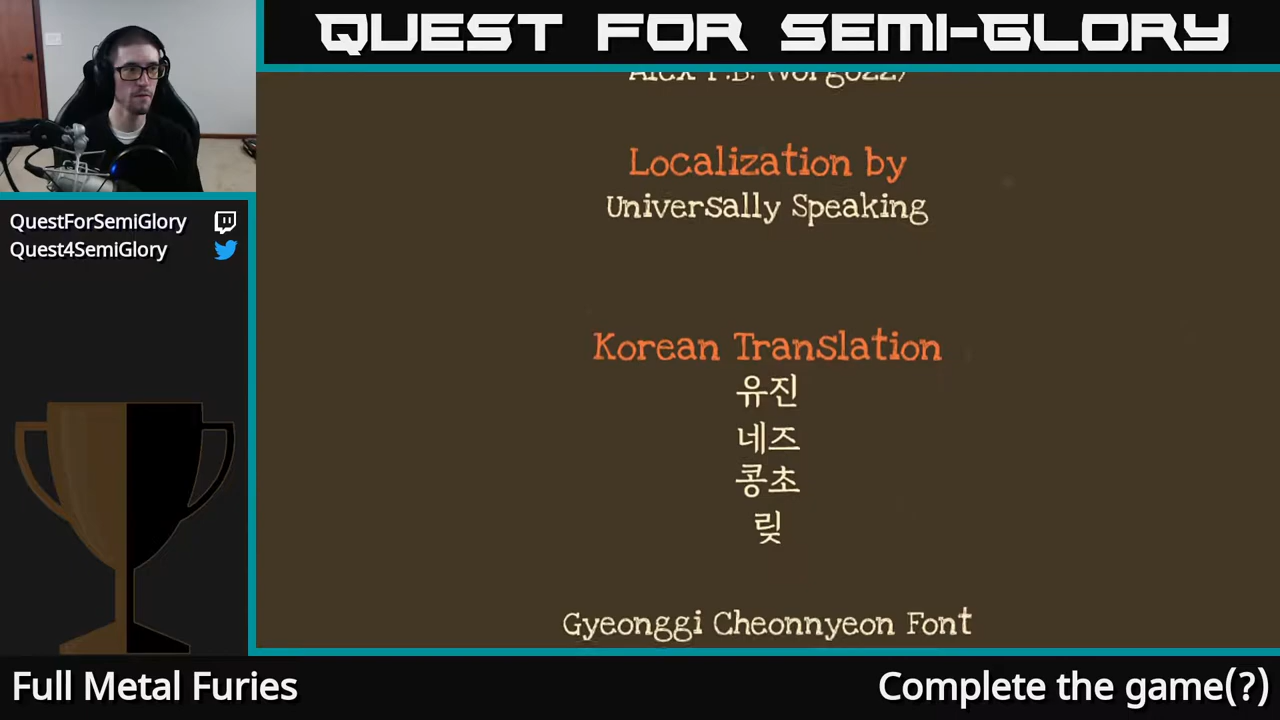 QUEST FOR SEMI-GLORY
QuestForSemiGlory
Quest4SemiGlory
Localization by
Universally Speaking
Korean Translation
유진
네즈
콩초
릦
Gyeonggi Cheonnyeon Font
Full Metal Furies
Complete the game(?)